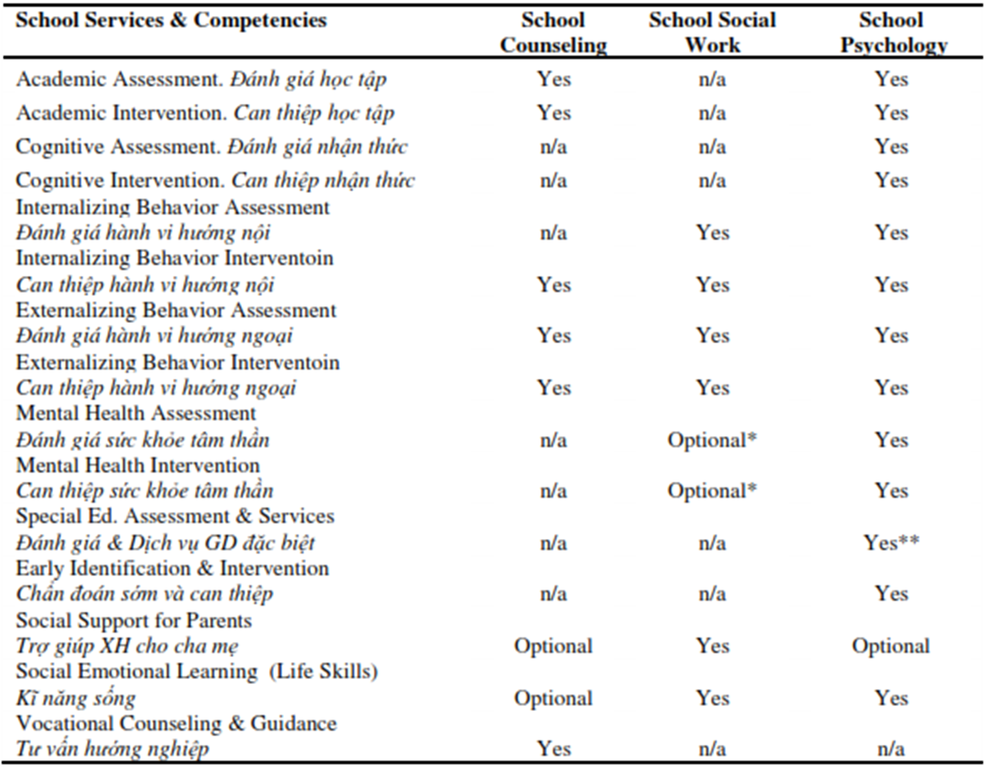 School Services & Competencies School School Social School
Counseling Work Psychology
Academic Assessment. Đánh giá học tập Yes n/a Yes
Academic Intervention. Can thiệp học tập Yes n/a Yes
Cognitive Assessment. Đánh giá nhận thức n/a n/a Yes
Cognitive Intervention. Can thiệp nhận thức n/a n/a Yes
Internalizing Behavior Assessment
Đánh giá hành vi hướng nội n/a Yes Yes
Internalizing Behavior Interventoin
Can thiệp hành vi hướng nội Yes Yes Yes
Externalizing Behavior Assessment
Đánh giá hành vi hướng ngoại Yes Yes Yes
Externalizing Behavior Interventoin
Can thiệp hành vi hướng ngoại Yes Yes Yes
Mental Health Assessment
Đánh giá sức khỏe tâm thần n/a Optional* Yes
Mental Health Intervention
Can thiệp sức khỏe tâm thần n/a Optional* Yes
Special Ed. Assessment & Services
Đánh giá & Dịch vụ GD đặc biệt n/a n/a Yes**
Early Identification & Intervention
Chẩn đoán sớm và can thiệp n/a n/a Yes
Social Support for Parents
Trợ giúp XH cho cha mẹ Optional Yes Optional
Social Emotional Learning (Life Skills)
Kĩ năng sống Optional Yes Yes
Vocational Counseling & Guidance
Tư vấn hướng nghiệp Yes n/a n/a